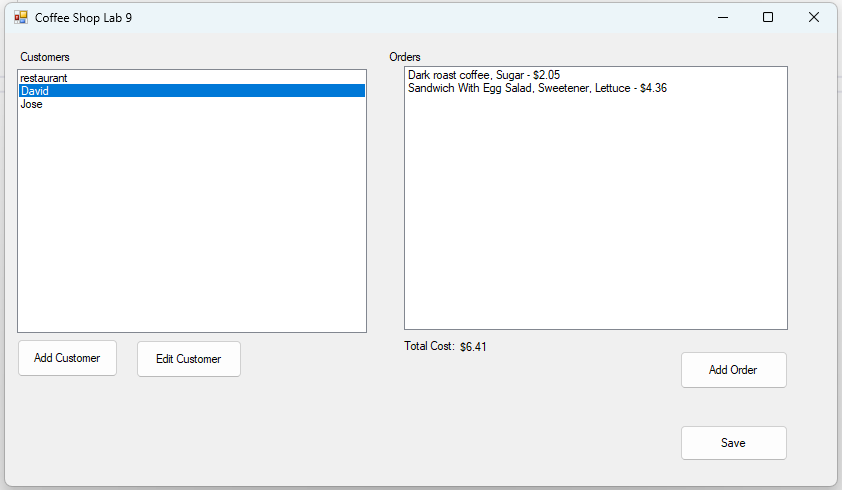 Coffee Shop Lab 9
Customers
restaurant
David
Jose
Add Customer
Edit Customer
Orders
Dark roast coffee, Sugar - $2.05
Sandwich With Egg Salad, Sweetener, Lettuce - $4.36
Total Cost: $6.41
Add Order
Save